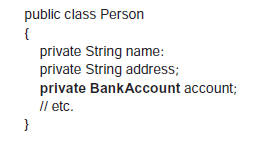 public class Person
{
private String name:
private String address;
private BankAccount account;
// etc.
}